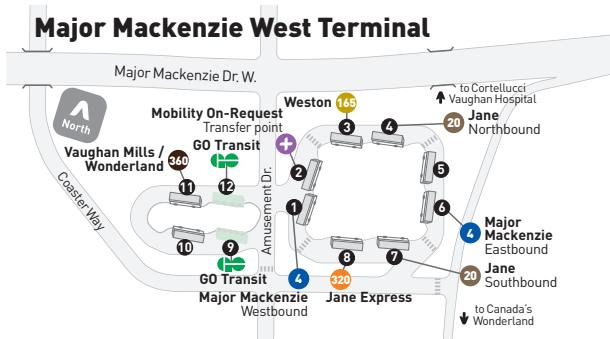 Major Mackenzie West Terminal
Major Mackenzie Dr. W.
North
Coaster Way
Amusement Dr.
Mobility On-Request
Transfer point
GO Transit
Vaughan Mills /
Wonderland
360
11
12
10
9
GO Transit
Weston 165
3
4
20 Jane
Northbound
to Cortellucci
Vaughan Hospital
2
1
5
6
4 Major
Mackenzie
Eastbound
8
7
20 Jane
Southbound
Major Mackenzie
Westbound
4
320
Jane Express
to Canada's
Wonderland